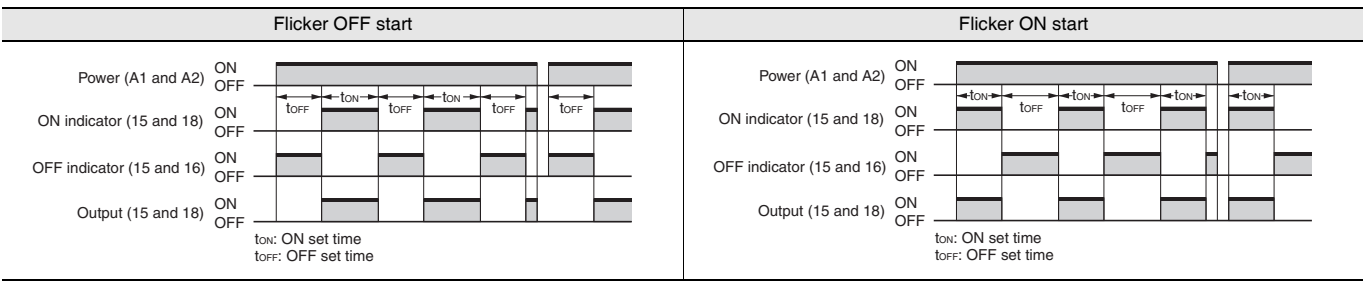 Flicker OFF start
Power (A1 and A2) ON
OFF
tOFF tON tOFF tON tOFF tOFF
ON indicator (15 and 18) ON
OFF
OFF indicator (15 and 16) ON
OFF
Output (15 and 18) ON
OFF
tON: ON set time
tOFF: OFF set time
Flicker ON start
Power (A1 and A2) ON
OFF
tON tOFF tON tOFF tON tON
ON indicator (15 and 18) ON
OFF
OFF indicator (15 and 16) ON
OFF
Output (15 and 18) ON
OFF
tON: ON set time
tOFF: OFF set time